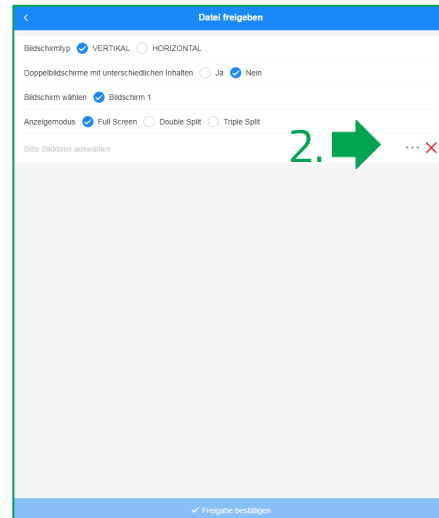 Datei freigeben
Bildschirmtyp VERTIKAL HORIZONTAL
Doppelbildschirme mit unterschiedlichen Inhalten Ja Nein
Bildschirm wählen Bildschirm 1
Anzeigemodus Full Screen Double Split Triple Split
2.
Bitte Bilddatei auswählen ...
Freigabe bestätigen